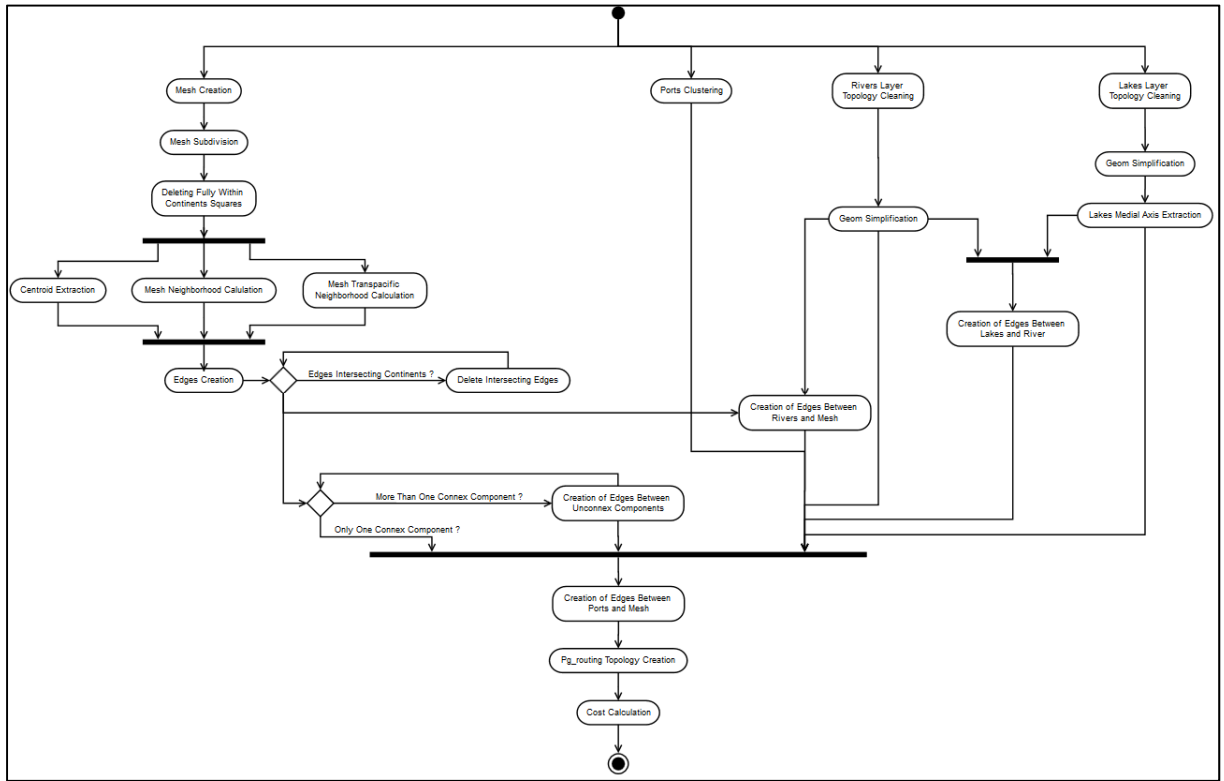 Mesh Creation
Ports Clustering
Rivers Layer
Topology Cleaning
Lakes Layer
Topology Cleaning
Mesh Subdivision
Geom Simplification
Deleting Fully Within
Continents Squares
Geom Simplification
Lakes Medial Axis Extraction
Centroid Extraction
Mesh Neighborhood Calulation
Mesh Transpacific
Neighborhood Calculation
Creation of Edges Between
Lakes and River
Edges Creation
Edges Intersecting Continents ?
Delete Intersecting Edges
Creation of Edges Between
Rivers and Mesh
More Than One Connex Component ?
Creation of Edges Between
Unconnex Components
Only One Connex Component ?
Creation of Edges Between
Ports and Mesh
Pg_routing Topology Creation
Cost Calculation